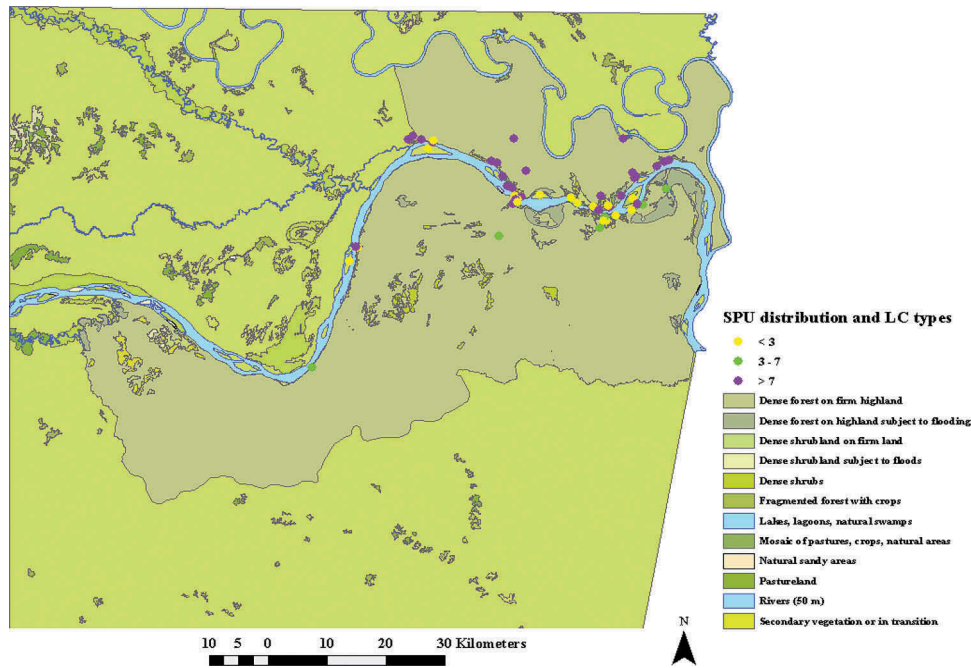 SPU distribution and LC types
< 3
3 - 7
> 7
Dense forest on firm highland
Dense forest on highland subject to flooding
Dense shrubland on firm land
Dense shrubland subject to floods
Dense shrubs
Fragmented forest with crops
Lakes, lagoons, natural swamps
Mosaic of pastures, crops, natural areas
Natural sandy areas
Pastureland
Rivers (50 m)
Secondary vegetation or in transition
10 5 0 10 20 30 Kilometers
N